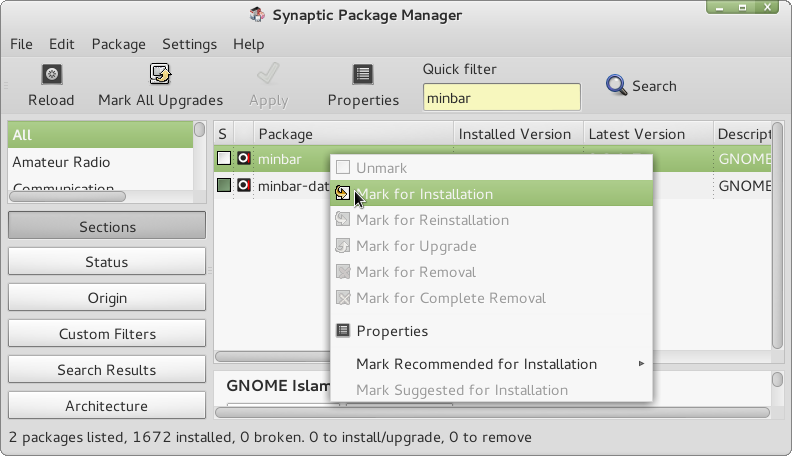 Synaptic Package Manager
File Edit Package Settings Help
Quick filter
Reload Mark All Upgrades Apply Properties minbar Search
All
Amateur Radio
Communication
S Package Installed Version Latest Version Descript
minbar GNOME
minbar-dat GNOME
Unmark
Mark for Installation
Mark for Reinstallation
Mark for Upgrade
Mark for Removal
Mark for Complete Removal
Properties
Mark Recommended for Installation
Mark Suggested for Installation
Sections
Status
Origin
Custom Filters
Search Results
Architecture
GNOME Islam
2 packages listed, 1672 installed, 0 broken. 0 to install/upgrade, 0 to remove